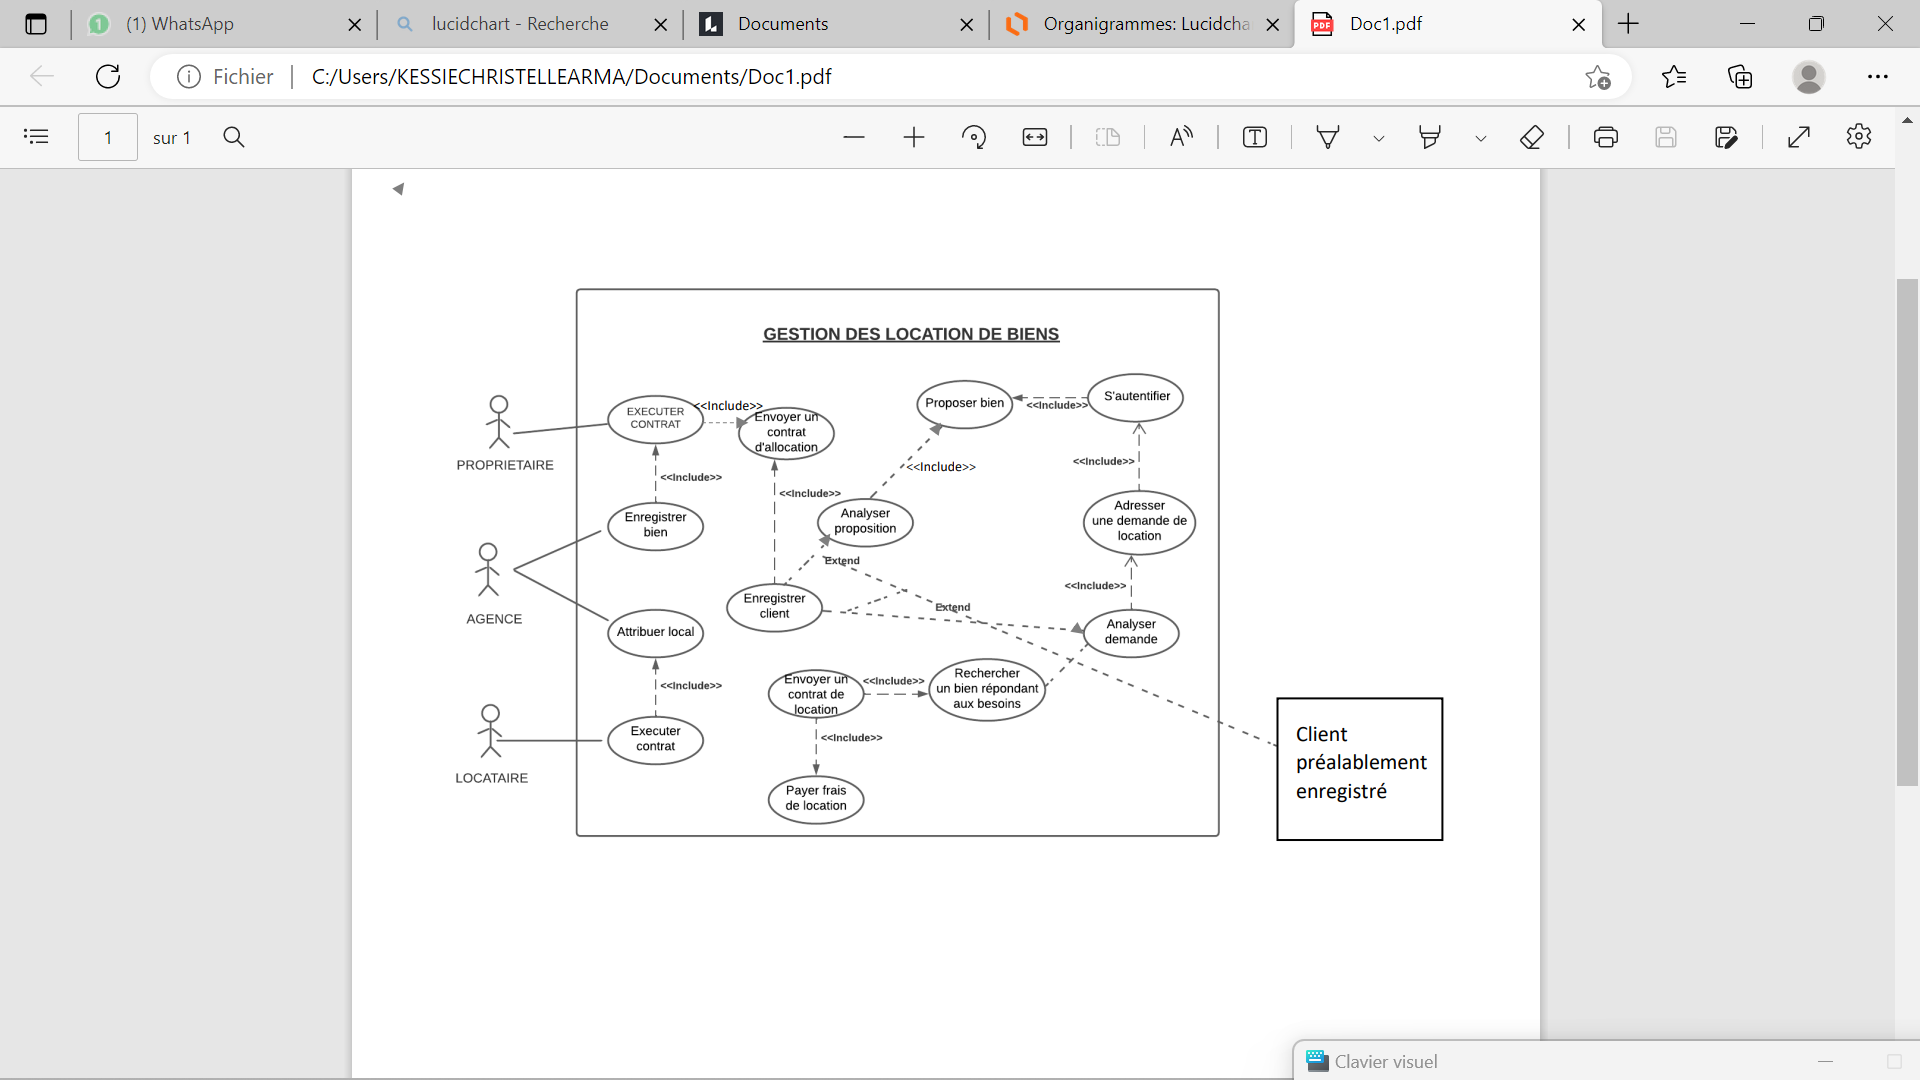 (1) WhatsApp
lucidchart - Recherche
Documents
Organigrammes: Lucidcha
Doc1.pdf
Fichier
C:/Users/KESSIECHRISTELLEARMA/Documents/Doc1.pdf
1
sur 1
GESTION DES LOCATION DE BIENS
PROPRIETAIRE
EXECUTER
CONTRAT
<<Include>>
Envoyer un
contrat
d'allocation
Proposer bien
<<Include>>
S'autentifier
<<Include>>
<<Include>>
<<Include>>
<<Include>>
Enregistrer
bien
Analyser
proposition
Adresser
une demande de
location
AGENCE
Extend
<<Include>>
Enregistrer
client
Extend
Attribuer local
Analyser
demande
<<Include>>
Envoyer un
contrat de
location
<<Include>>
Rechercher
un bien répondant
aux besoins
LOCATAIRE
Executer
contrat
<<Include>>
Payer frais
de location
Client
préalablement
enregistré
Clavier visuel